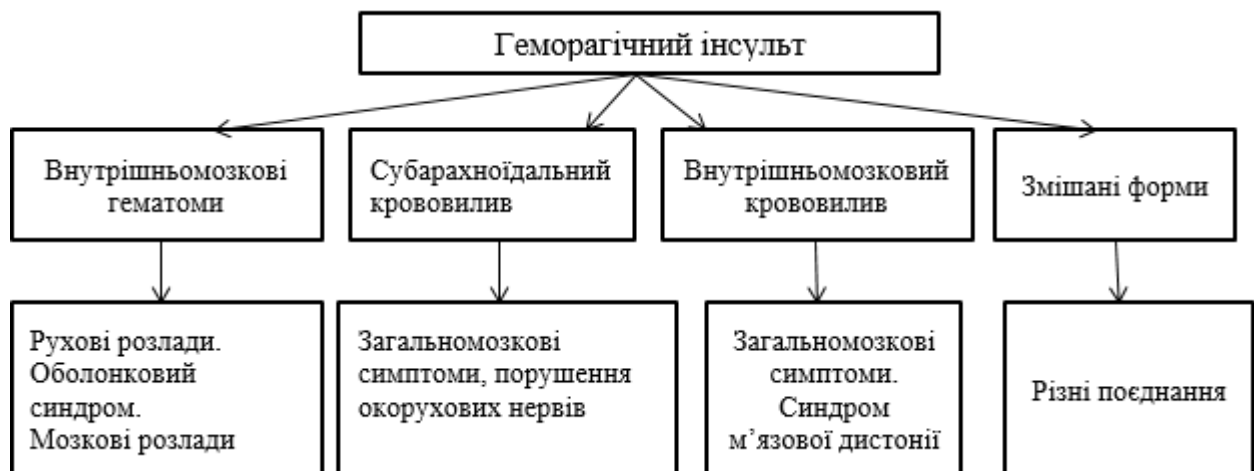 Геморагічний інсульт
Внутрішньомозкові
гематоми
Субарахноїдальний
крововилив
Внутрішньомозковий
крововилив
Змішані форми
Рухові розлади.
Оболонковий
синдром.
Мозкові розлади
Загальномозкові
симптоми, порушення
окорухових нервів
Загальномозкові
симптоми.
Синдром
м’язової дистонії
Різні поєднання